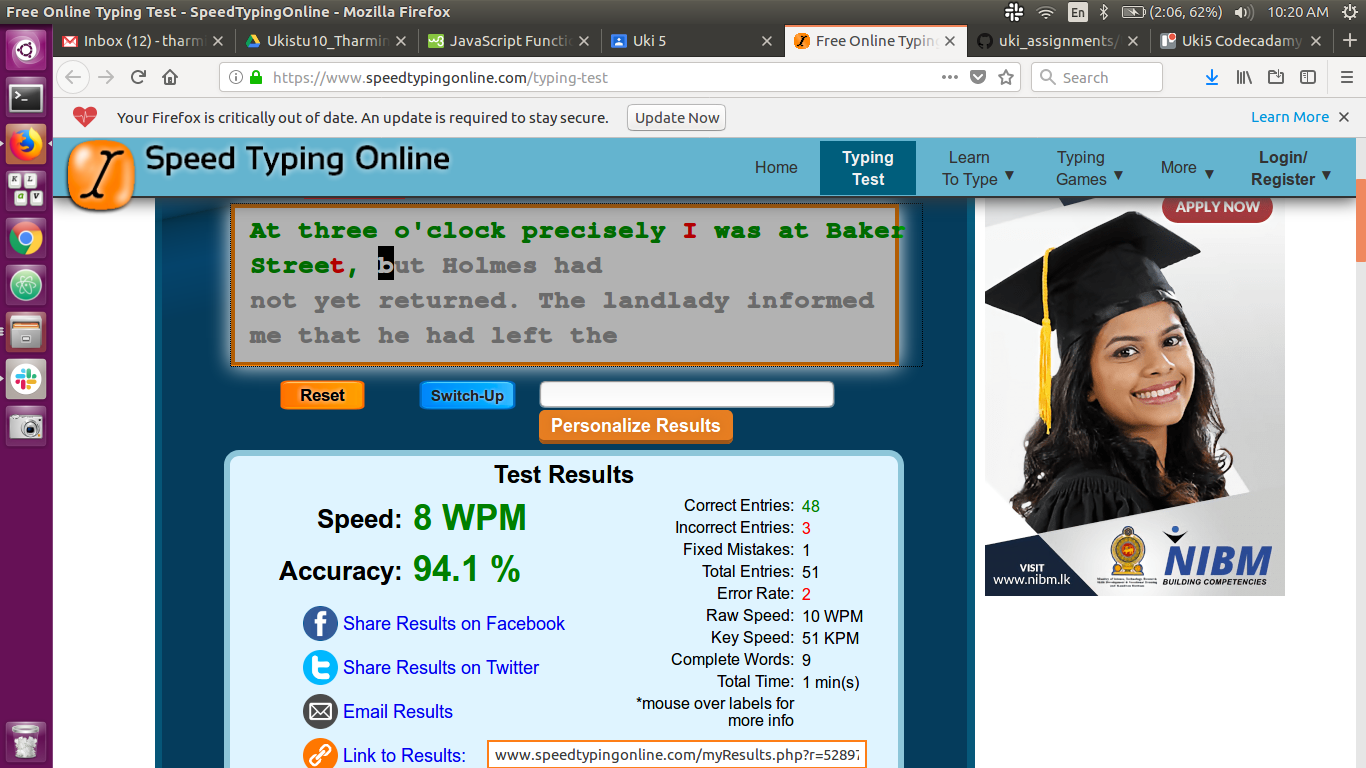 Free Online Typing Test - SpeedTypingOnline - Mozilla Firefox
En (2:06, 62%) 10:20 AM
Inbox (12) - tharmi
Ukistu10_Tharmin
JavaScript Functi
Uki 5
Free Online Typing
uki_assignments/
Uki5 Codecadamy
https://www.speedtypingonline.com/typing-test
Search
Your Firefox is critically out of date. An update is required to stay secure.
Update Now
Learn More
Speed Typing Online
Home
Typing
Test
Learn
To Type ▼
Typing
Games ▼
More ▼
Login/
Register ▼
At three o'clock precisely I was at Baker
Street, but Holmes had
not yet returned. The landlady informed
me that he had left the
Reset
Switch-Up
Personalize Results
Test Results
Speed: 8 WPM
Accuracy: 94.1 %
Share Results on Facebook
Share Results on Twitter
Email Results
Link to Results: www.speedtypingonline.com/myResults.php?r=52897
Correct Entries: 48
Incorrect Entries: 3
Fixed Mistakes: 1
Total Entries: 51
Error Rate: 2
Raw Speed: 10 WPM
Key Speed: 51 KPM
Complete Words: 9
Total Time: 1 min(s)
*mouse over labels for
more info
APPLY NOW
VISIT
www.nibm.lk
NIBM
BUILDING COMPETENCIES